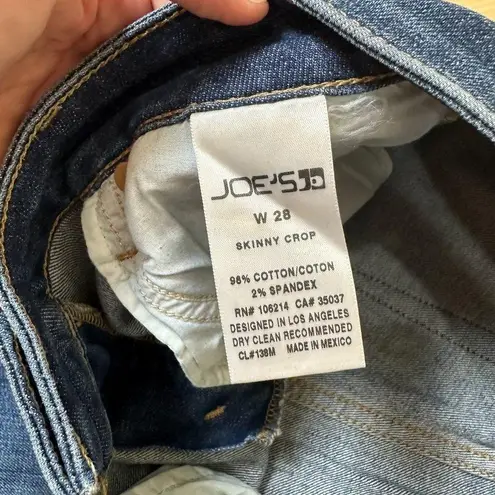 JOE'S
W 28
SKINNY CROP
98% COTTON/COTON
2% SPANDEX
RN# 106214 CA# 35037
DESIGNED IN LOS ANGELES
DRY CLEAN RECOMMENDED
CL#138M MADE IN MEXICO